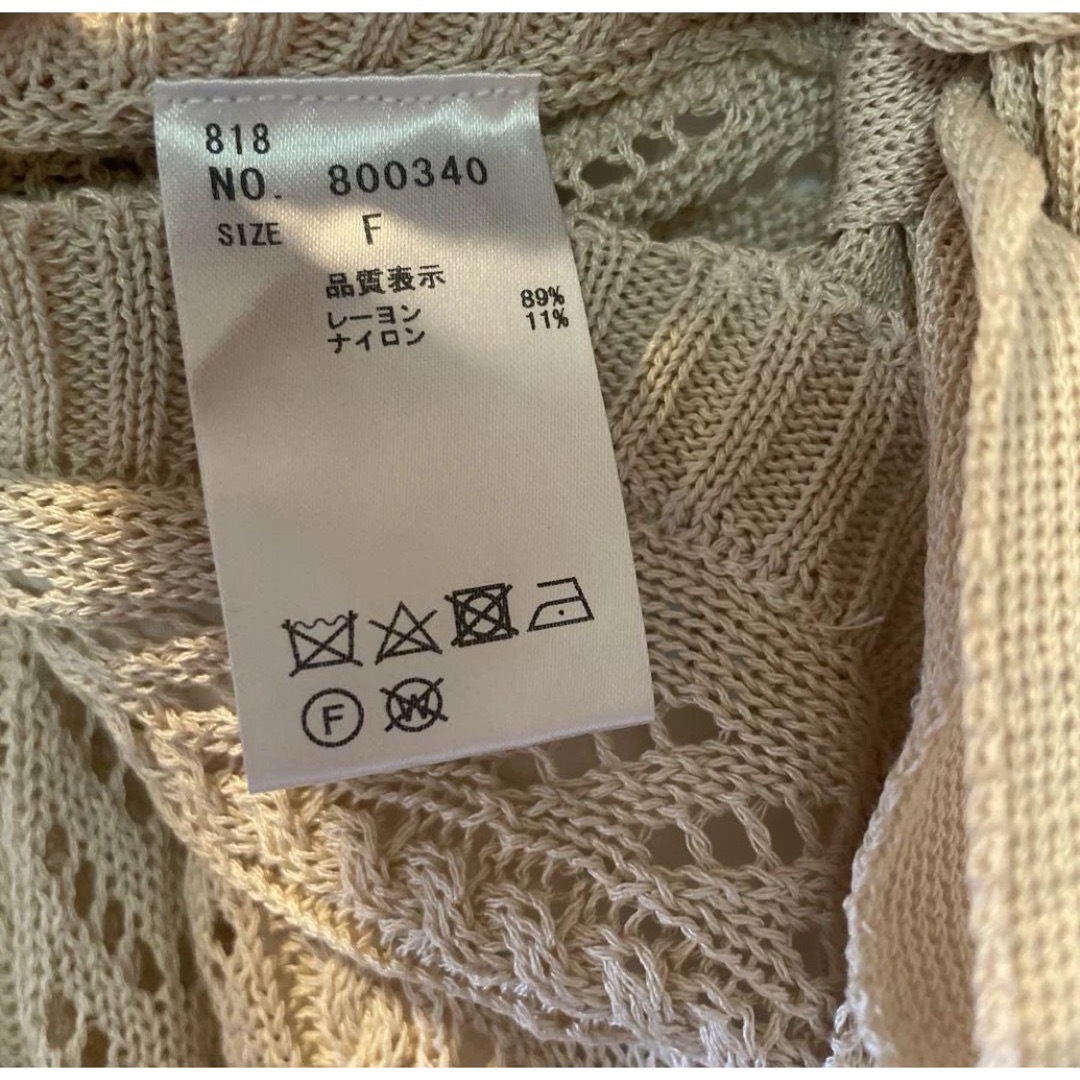 818
NO. 800340
SIZE F
品質表示
レーヨン 89%
ナイロン 11%
F W